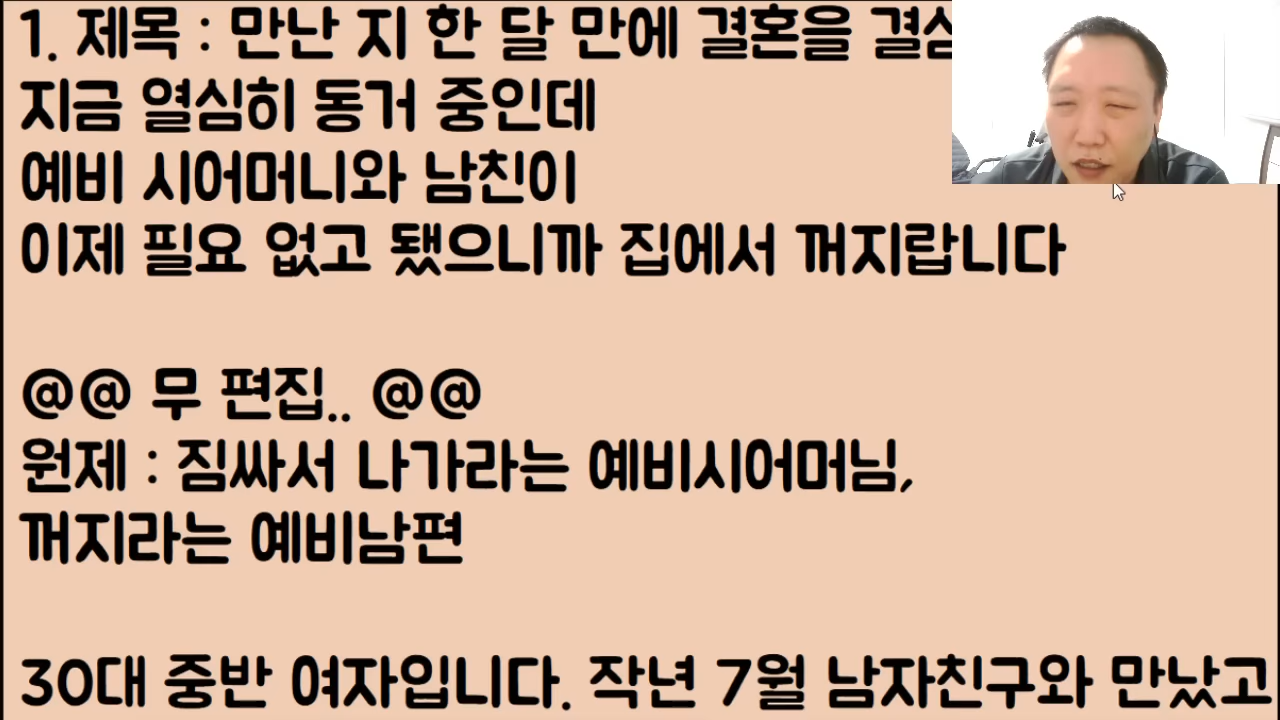 1. 제목 : 만난 지 한 달 만에 결혼을
지금 열심히 동거 중인데
예비 시어머니와 남친이
이제 필요 없고 됐으니까 집에서 꺼지랍니다
@@ 무 편집.. @@
원제 : 짐싸서 나가라는 예비시어머님,
꺼지라는 예비남편
30대 중반 여자입니다. 작년 7월 남자친구와 만났고